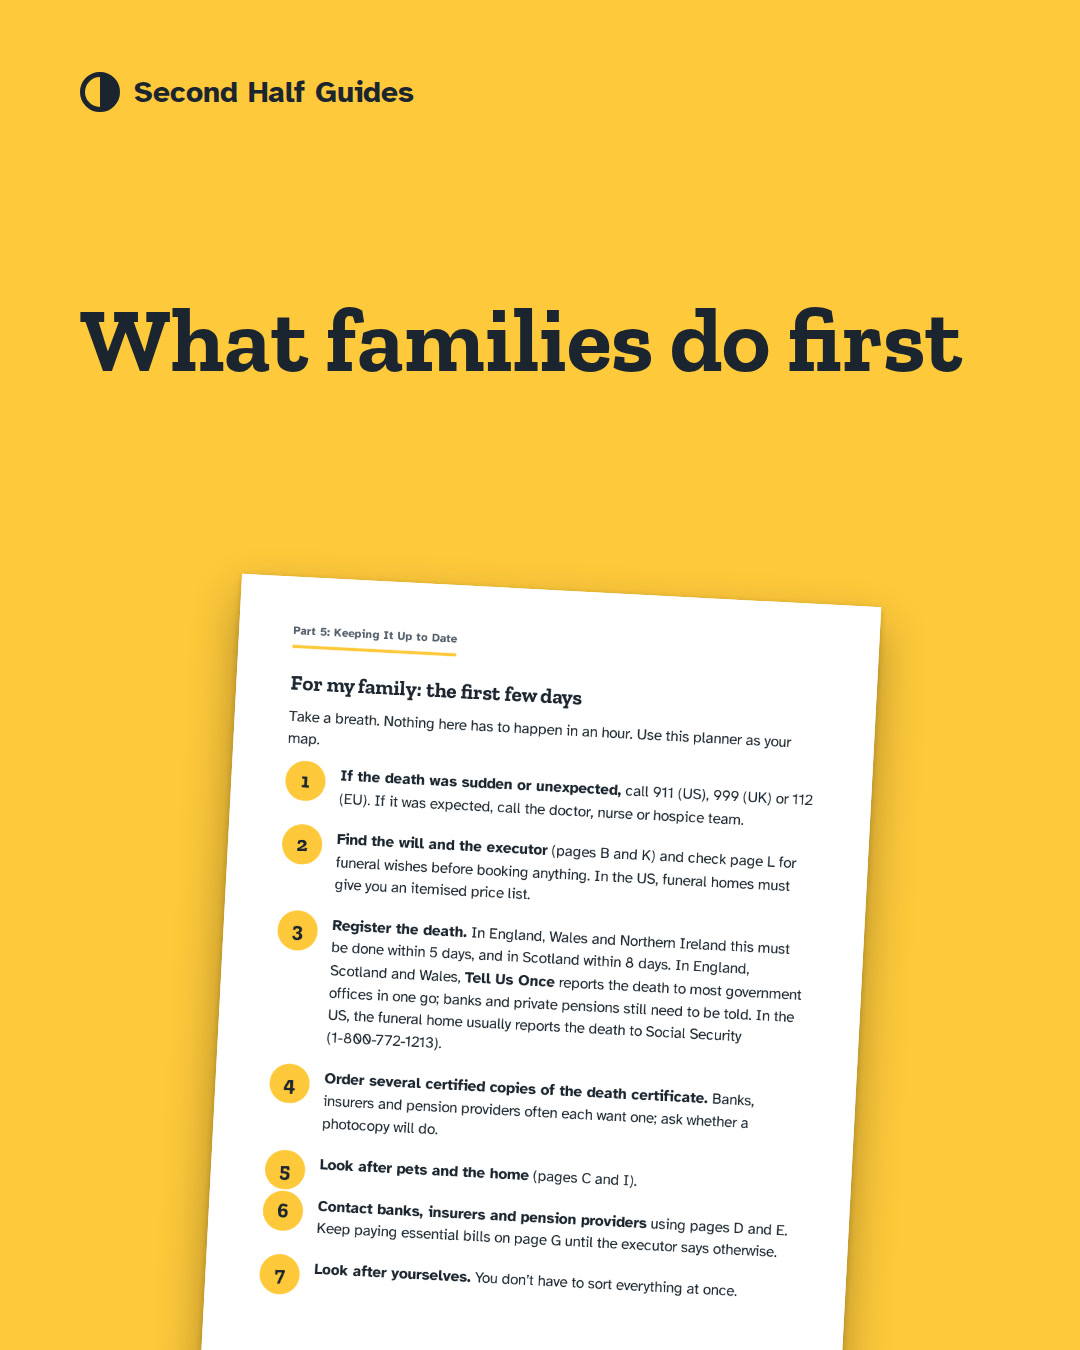 Second Half Guides
What families do first
Part 5: Keeping It Up to Date
For my family: the first few days
Take a breath. Nothing here has to happen in an hour. Use this planner as your
map.
1
If the death was sudden or unexpected, call 911 (US), 999 (UK) or 112
(EU). If it was expected, call the doctor, nurse or hospice team.
2
Find the will and the executor (pages B and K) and check page L for
funeral wishes before booking anything. In the US, funeral homes must
give you an itemised price list.
3
Register the death. In England, Wales and Northern Ireland this must
be done within 5 days, and in Scotland within 8 days. In England,
Scotland and Wales, Tell Us Once reports the death to most government
offices in one go; banks and private pensions still need to be told. In the
US, the funeral home usually reports the death to Social Security
(1-800-772-1213).
4
Order several certified copies of the death certificate. Banks,
insurers and pension providers often each want one; ask whether a
photocopy will do.
5
Look after pets and the home (pages C and I).
6
Contact banks, insurers and pension providers using pages D and E.
Keep paying essential bills on page G until the executor says otherwise.
7
Look after yourselves. You don’t have to sort everything at once.